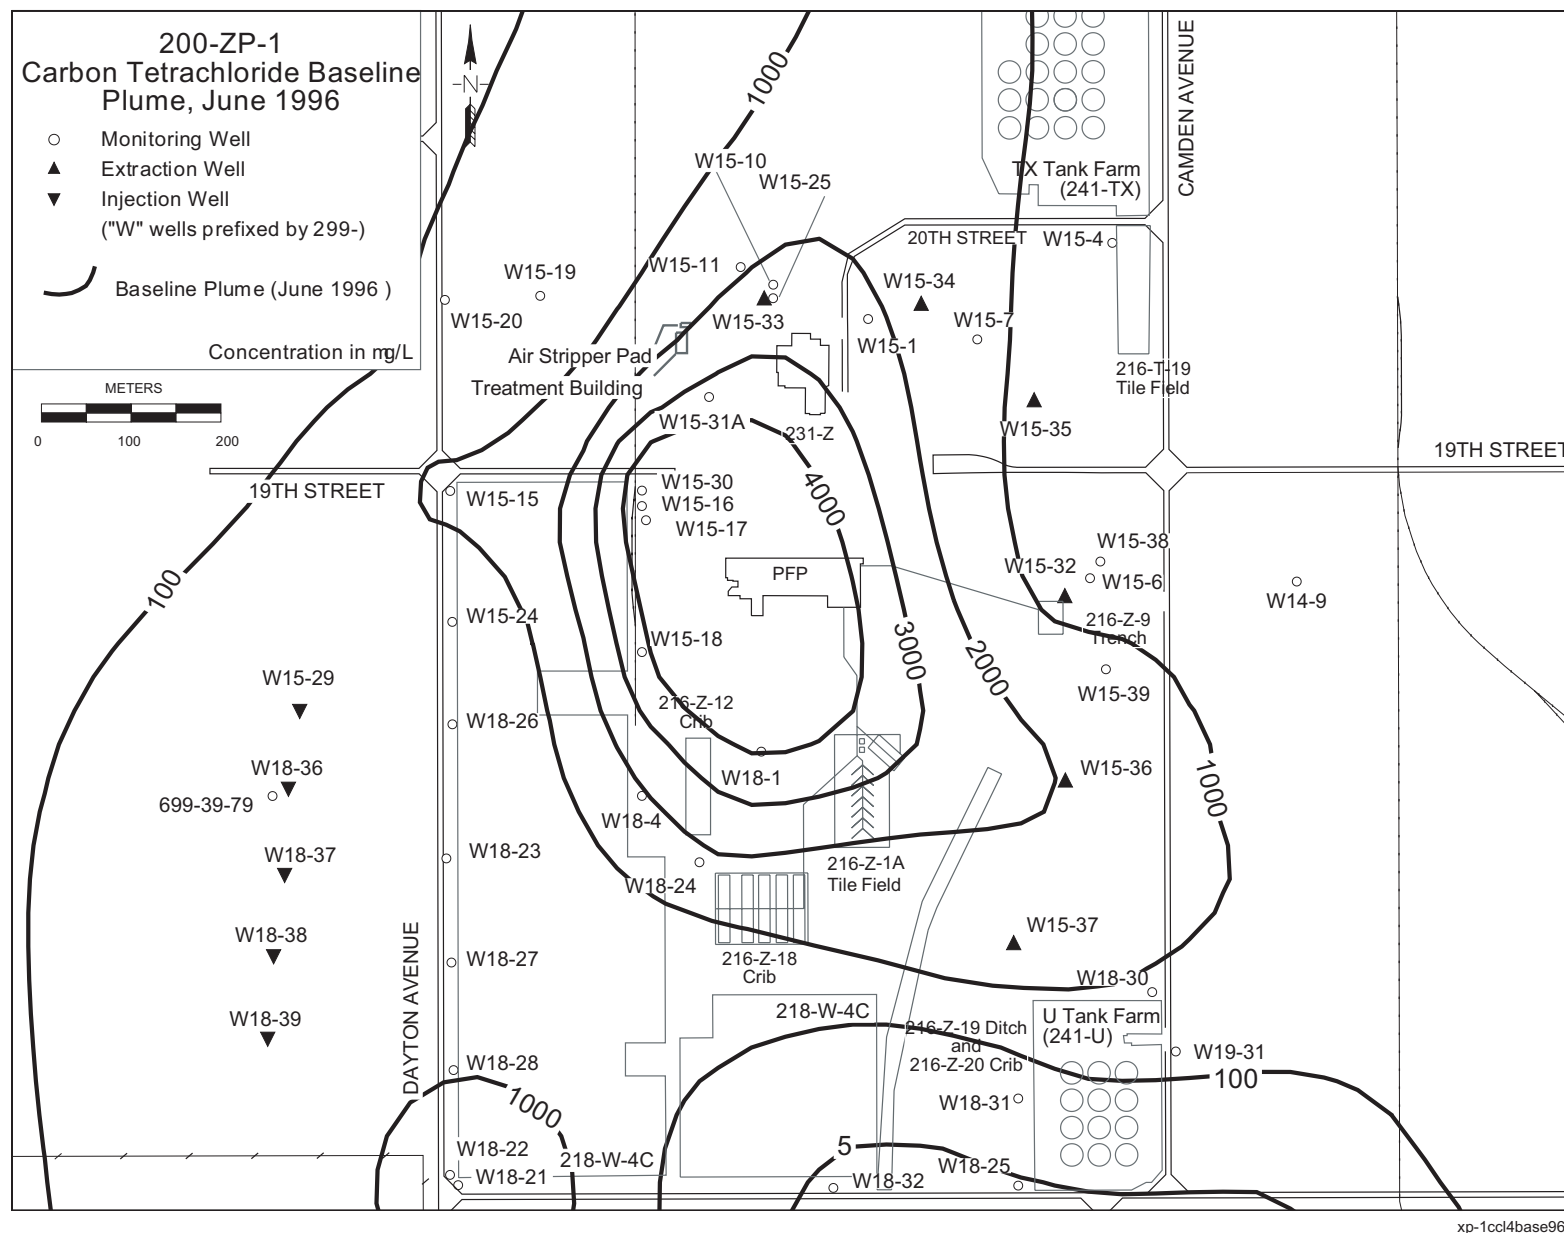 200-ZP-1
Carbon Tetrachloride Baseline
Plume, June 1996
Monitoring Well
Extraction Well
Injection Well
("W" wells prefixed by 299-)
Baseline Plume (June 1996 )
Concentration in mg/L
METERS
0 100 200
N
1000
W15-10
W15-25
TX Tank Farm
(241-TX)
CAMDEN AVENUE
20TH STREET
W15-4
W15-11
W15-19
W15-20
W15-34
W15-33
W15-7
W15-1
Air Stripper Pad
Treatment Building
216-T-19
Tile Field
W15-31A
231-Z
W15-35
19TH STREET
19TH STREET
W15-15
W15-30
W15-16
W15-17
4000
W15-38
W15-32
W15-6
PFP
W14-9
100
W15-24
216-Z-9
Trench
W15-18
3000
2000
W15-29
W15-39
216-Z-12
Crib
W18-26
W18-36
W18-1
W15-36
1000
699-39-79
W18-4
W18-37
W18-23
216-Z-1A
Tile Field
W18-24
W18-38
DAYTON AVENUE
W15-37
W18-27
216-Z-18
Crib
W18-30
W18-39
218-W-4C
216-Z-19 Ditch
and
216-Z-20 Crib
U Tank Farm
(241-U)
W19-31
W18-28
100
1000
W18-31
5
W18-22
W18-21
218-W-4C
W18-25
W18-32
xp-1ccl4base96